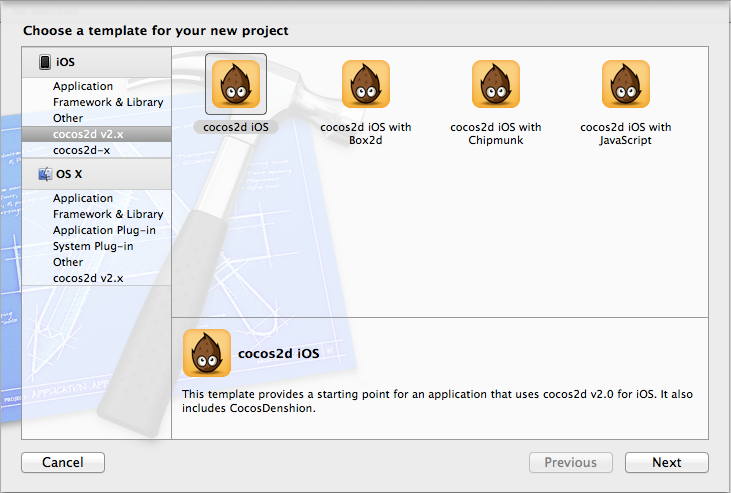 Choose a template for your new project
iOS
Application
Framework & Library
Other
cocos2d v2.x
cocos2d-x
OS X
Application
Framework & Library
Application Plug-in
System Plug-in
Other
cocos2d v2.x
cocos2d iOS
cocos2d iOS with
Box2d
cocos2d iOS with
Chipmunk
cocos2d iOS with
JavaScript
cocos2d iOS
This template provides a starting point for an application that uses cocos2d v2.0 for iOS. It also
includes CocosDenshion.
Cancel
Previous
Next